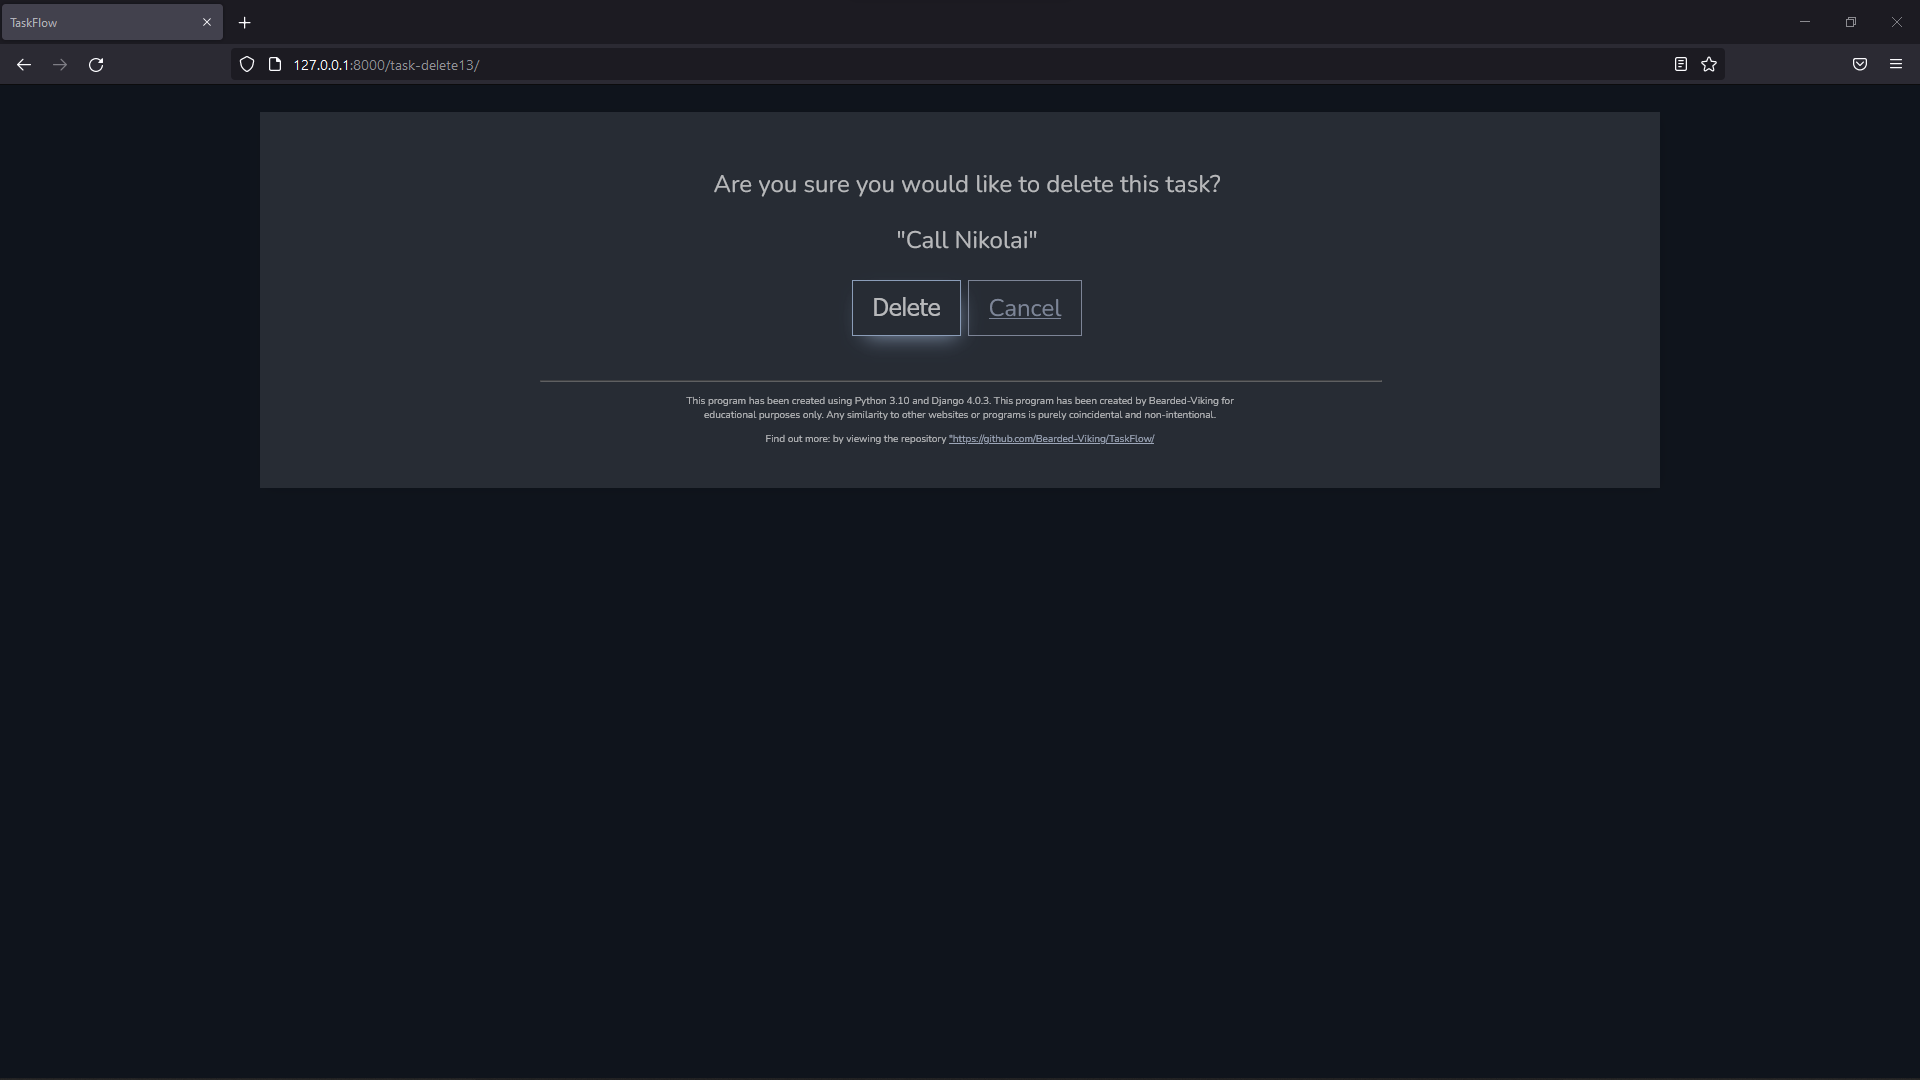 TaskFlow
127.0.0.1:8000/task-delete13/
Are you sure you would like to delete this task?
"Call Nikolai"
Delete Cancel
This program has been created using Python 3.10 and Django 4.0.3. This program has been created by Bearded-Viking for
educational purposes only. Any similarity to other websites or programs is purely coincidental and non-intentional.
Find out more: by viewing the repository "https://github.com/Bearded-Viking/TaskFlow/